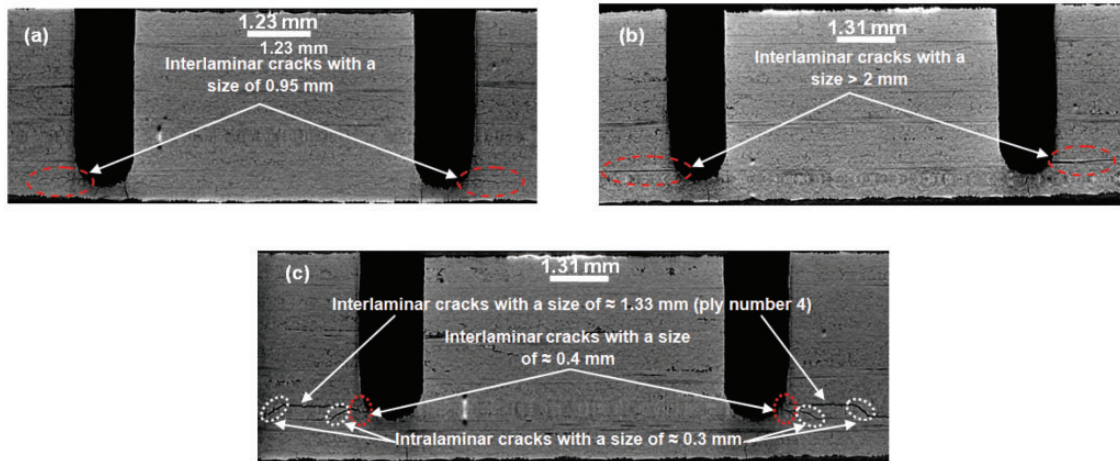 (a)
1.23 mm
1.23 mm
Interlaminar cracks with a
size of 0.95 mm
(b)
1.31 mm
Interlaminar cracks with a
size > 2 mm
(c)
1.31 mm
Interlaminar cracks with a size of ≈ 1.33 mm (ply number 4)
Interlaminar cracks with a size
of ≈ 0.4 mm
Intralaminar cracks with a size of ≈ 0.3 mm